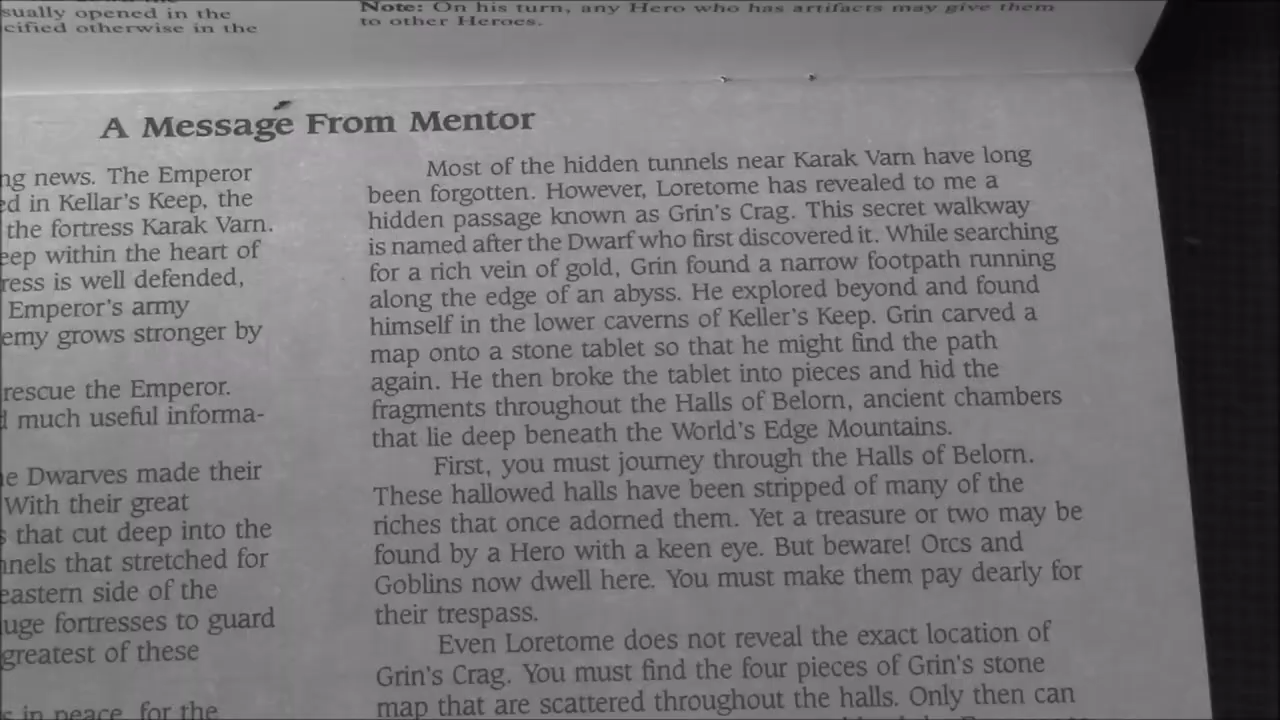 sually opened in the
cified otherwise in the
Note: On his turn, any Hero who has artifacts may give them
to other Heroes.
A Message From Mentor
ng news. The Emperor
ed in Kellar's Keep, the
the fortress Karak Varn.
eep within the heart of
ress is well defended,
Emperor's army
emy grows stronger by
rescue the Emperor.
d much useful informa-
e Dwarves made their
With their great
s that cut deep into the
nnels that stretched for
eastern side of the
uge fortresses to guard
greatest of these
s in peace, for the
Most of the hidden tunnels near Karak Varn have long
been forgotten. However, Loretome has revealed to me a
hidden passage known as Grin's Crag. This secret walkway
is named after the Dwarf who first discovered it. While searching
for a rich vein of gold, Grin found a narrow footpath running
along the edge of an abyss. He explored beyond and found
himself in the lower caverns of Keller's Keep. Grin carved a
map onto a stone tablet so that he might find the path
again. He then broke the tablet into pieces and hid the
fragments throughout the Halls of Belorn, ancient chambers
that lie deep beneath the World's Edge Mountains.
First, you must journey through the Halls of Belorn.
These hallowed halls have been stripped of many of the
riches that once adorned them. Yet a treasure or two may be
found by a Hero with a keen eye. But beware! Orcs and
Goblins now dwell here. You must make them pay dearly for
their trespass.
Even Loretome does not reveal the exact location of
Grin's Crag. You must find the four pieces of Grin's stone
map that are scattered throughout the halls. Only then can